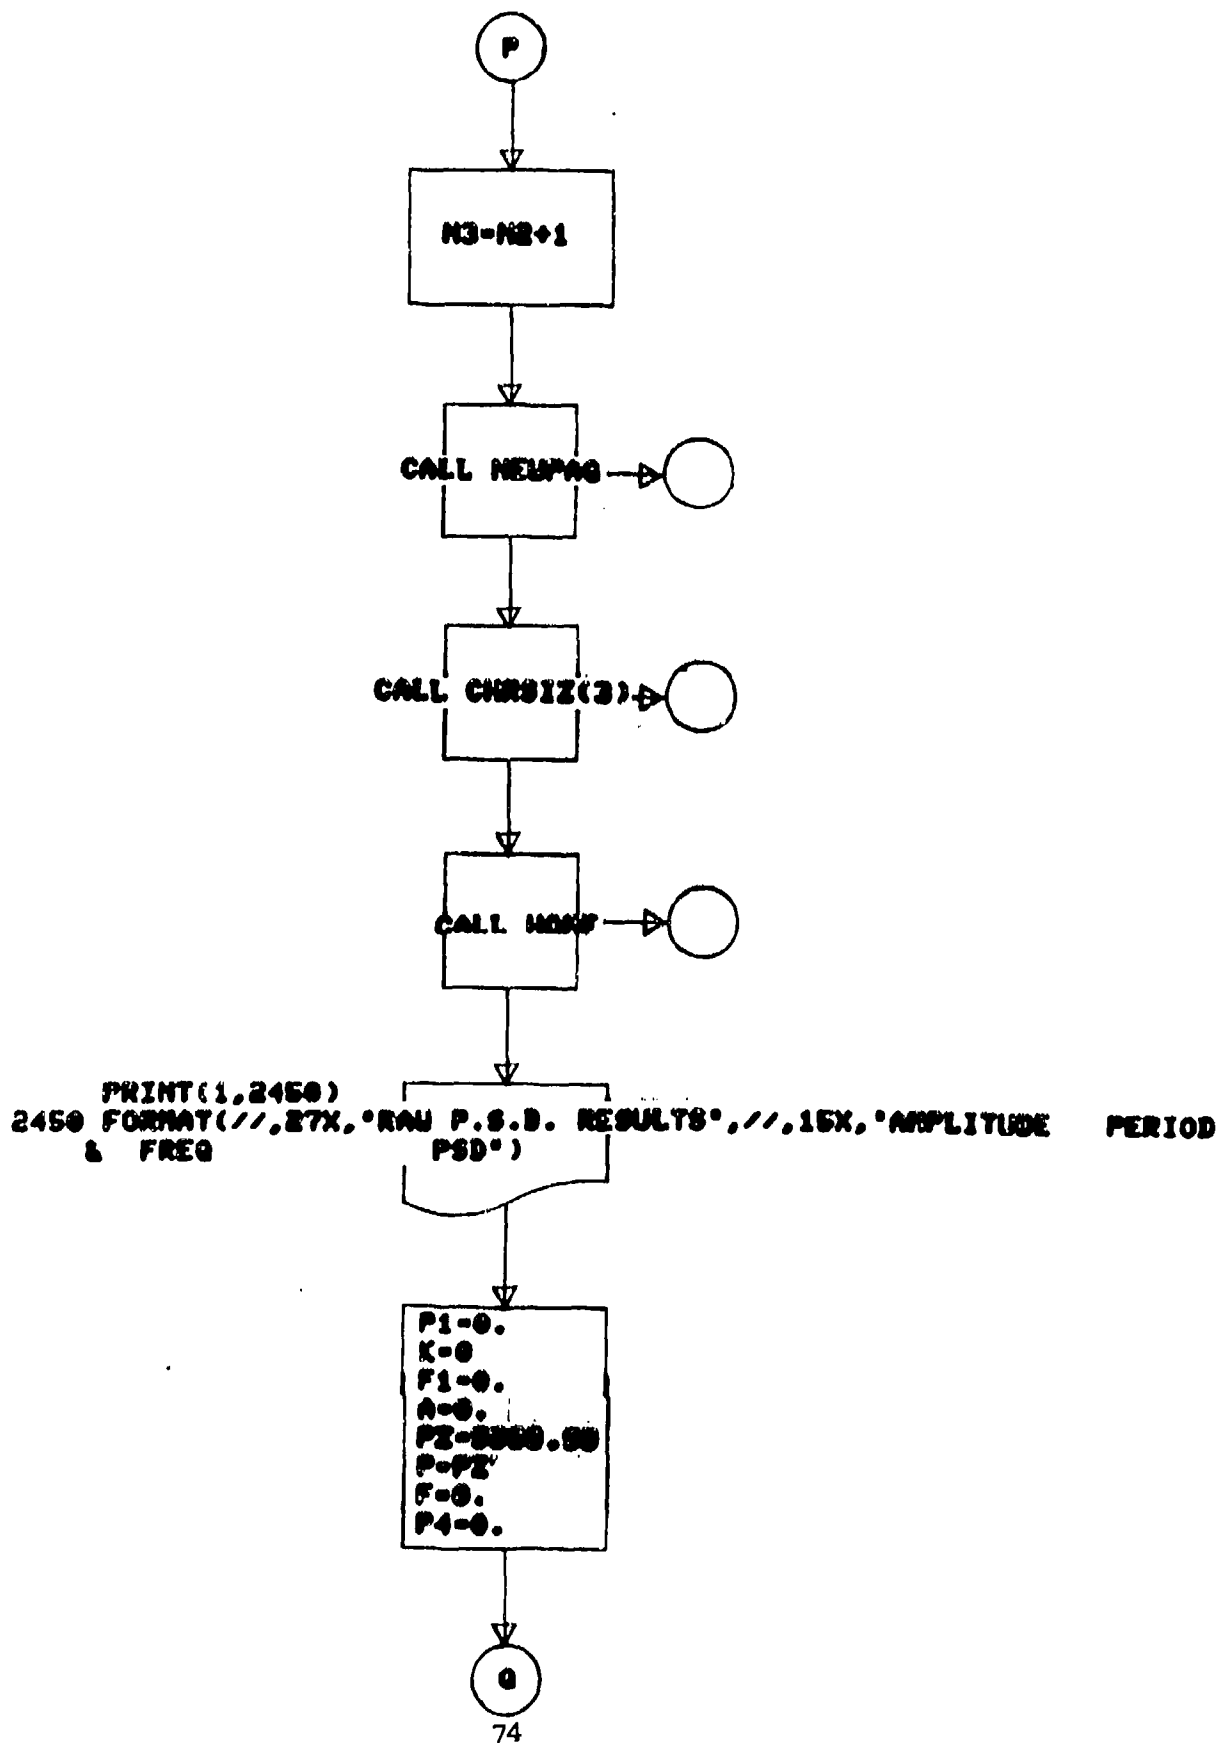 P
N3=N2+1
CALL NEWPAG
CALL CHRSIZ(3)
CALL
PRINT(1,2450)
2450 FORMAT(//,27X,"RAW P.S.D. RESULTS",//,15X,"AMPLITUDE PERIOD
& FREQ PSD")
P1=0.
K=0
F1=0.
A=0.
P=PZ
F=0.
P4=0.
Q
74